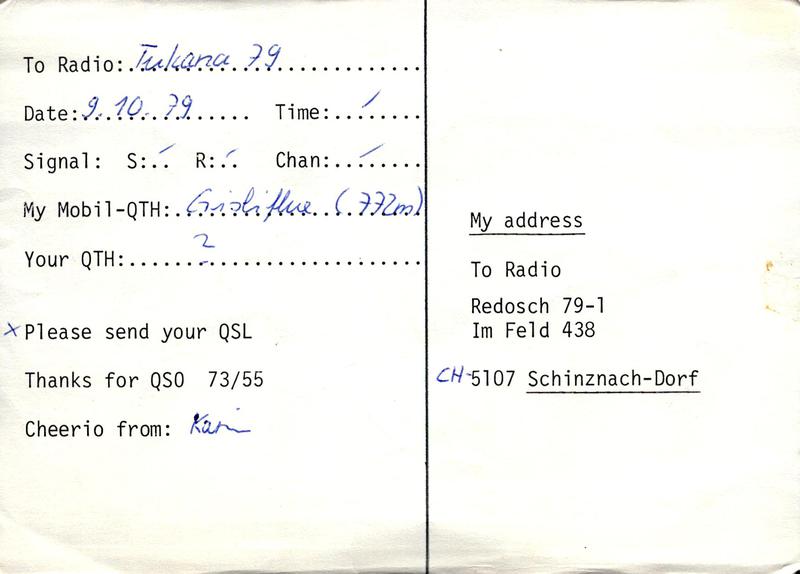 To Radio: Tukana 79
Date: 9.10.79 Time: /
Signal: S: / R: / Chan: /
My Mobil-QTH: Gisliflue (772m)
Your QTH: ?
x Please send your QSL
Thanks for QSO 73/55
Cheerio from: Karin
My address
To Radio
Redosch 79-1
Im Feld 438
CH-5107 Schinznach-Dorf